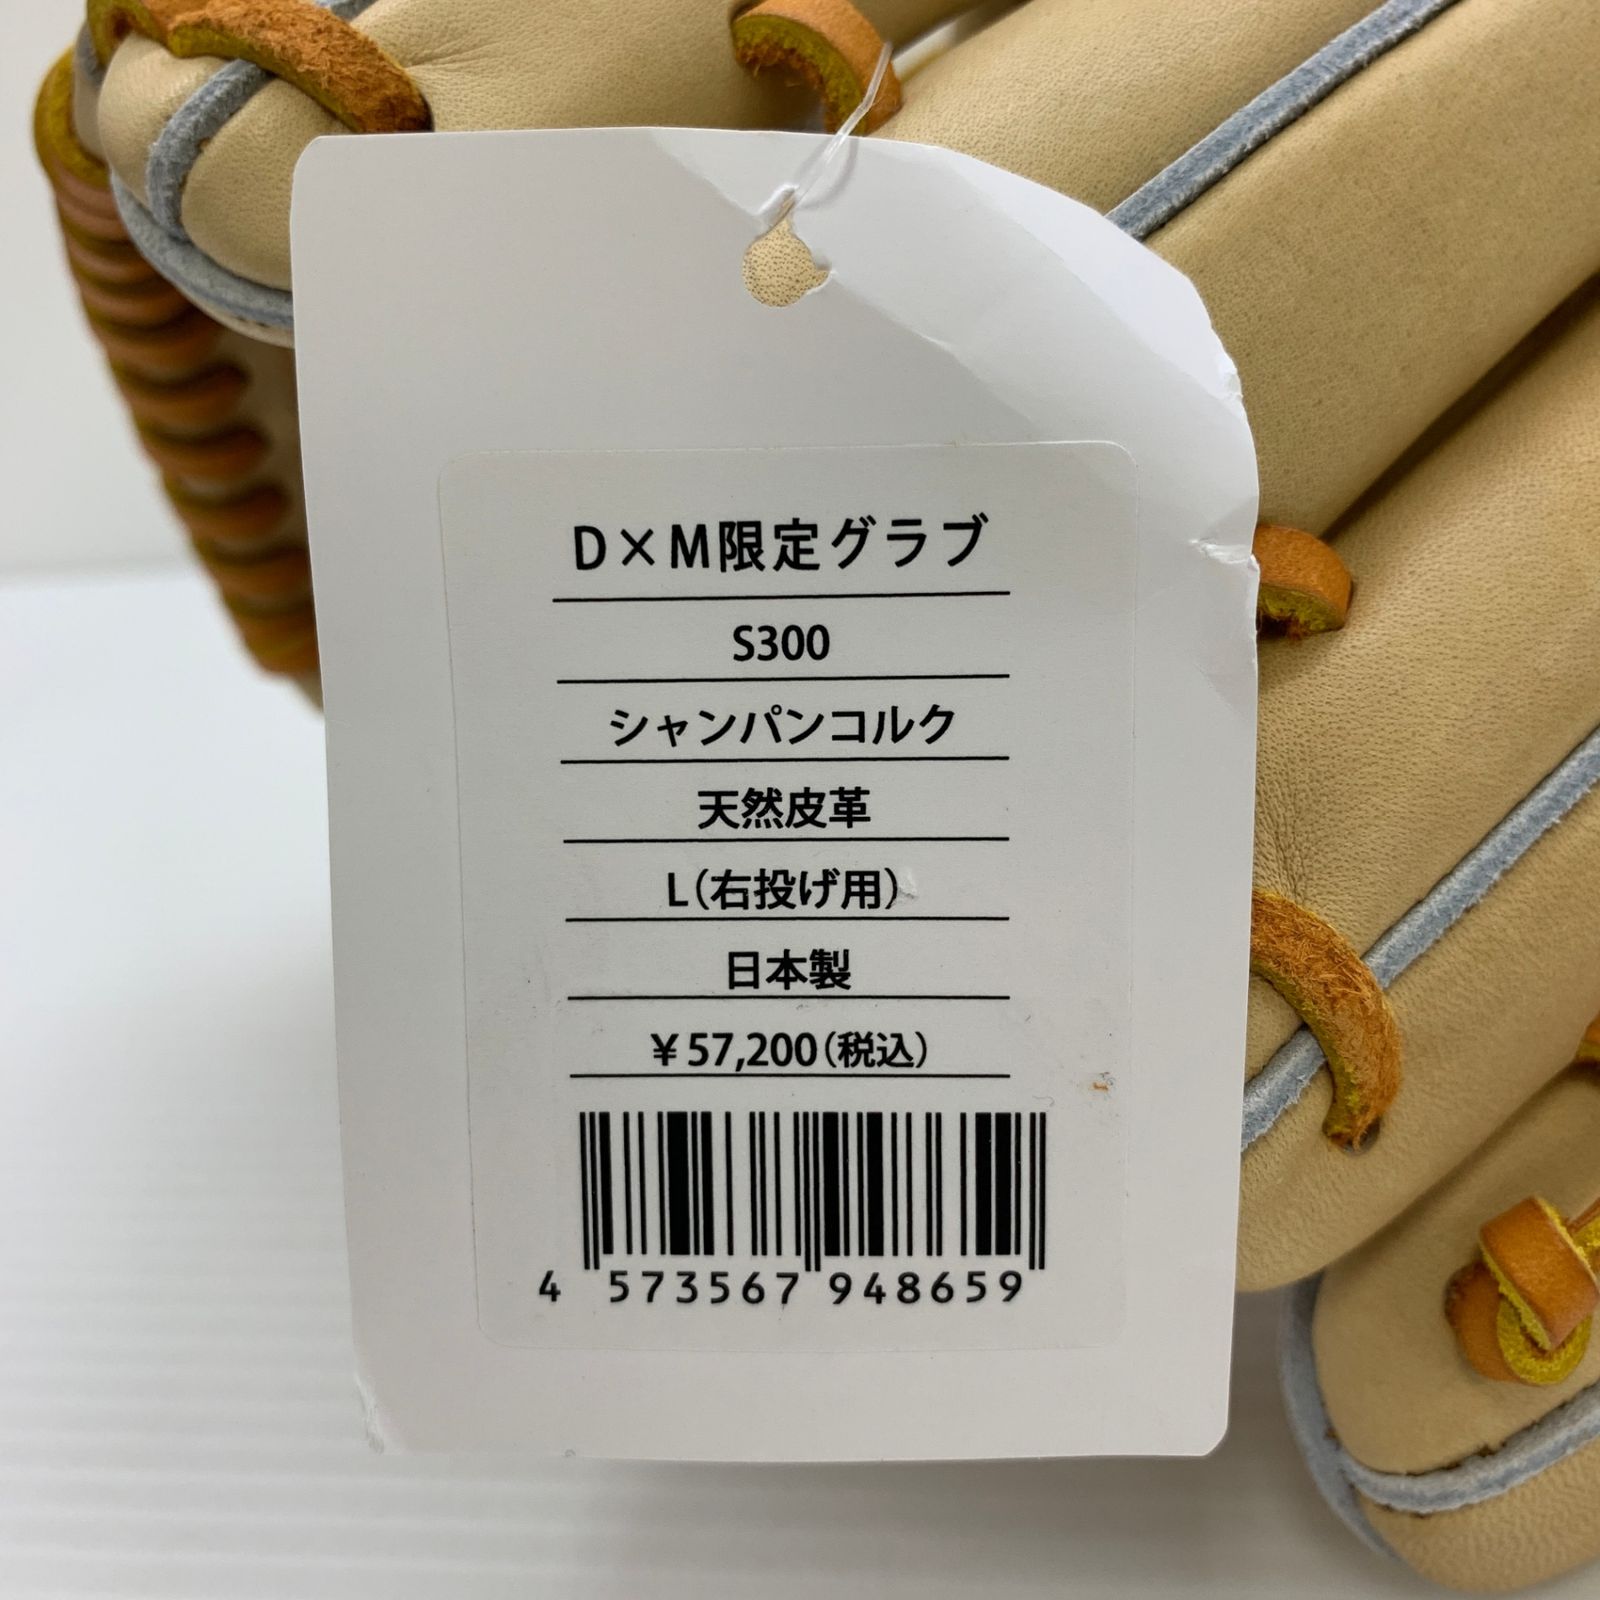 D×M限定グラブ
S300
シャンパンコルク
天然皮革
L(右投げ用)
日本製
¥57,200(税込)
4 573567 948659